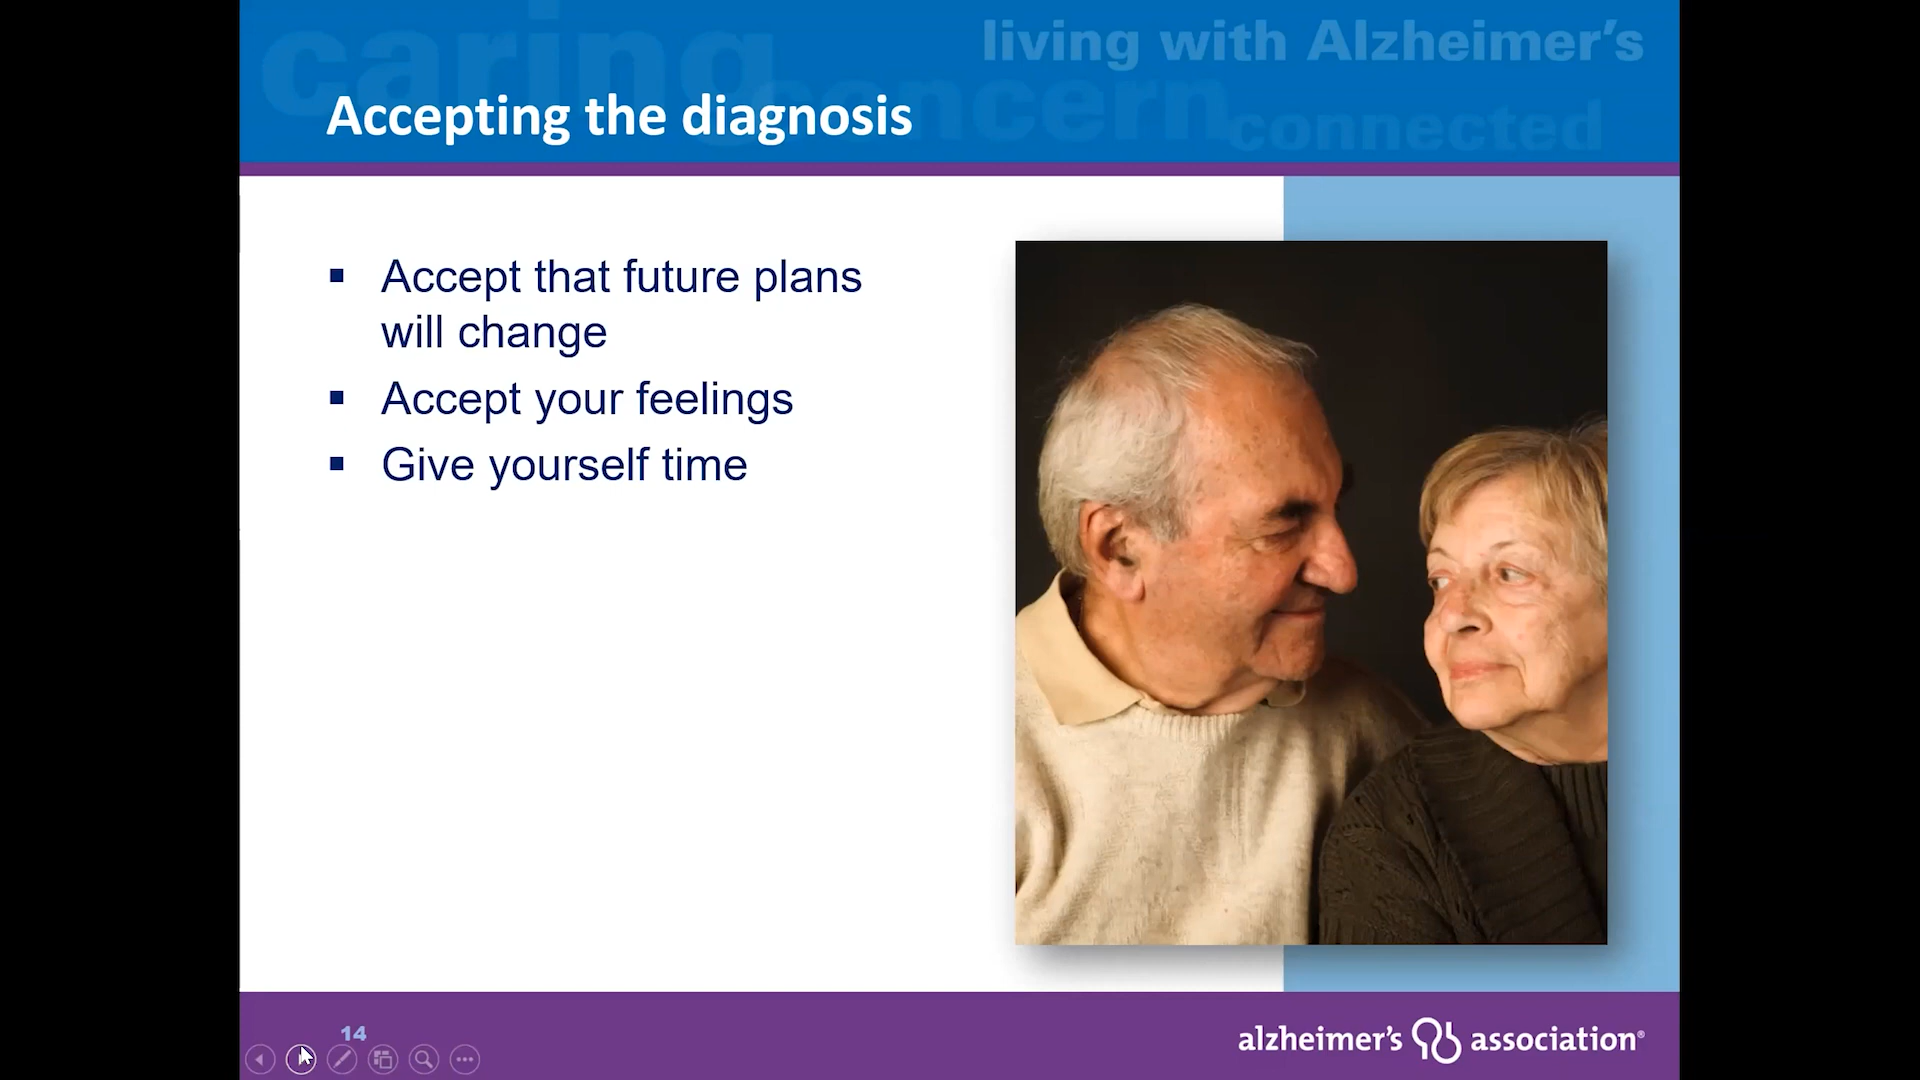 caring
living with Alzheimer's
concern
connected
Accepting the diagnosis
▪ Accept that future plans
will change
▪ Accept your feelings
▪ Give yourself time
14
alzheimer's association®